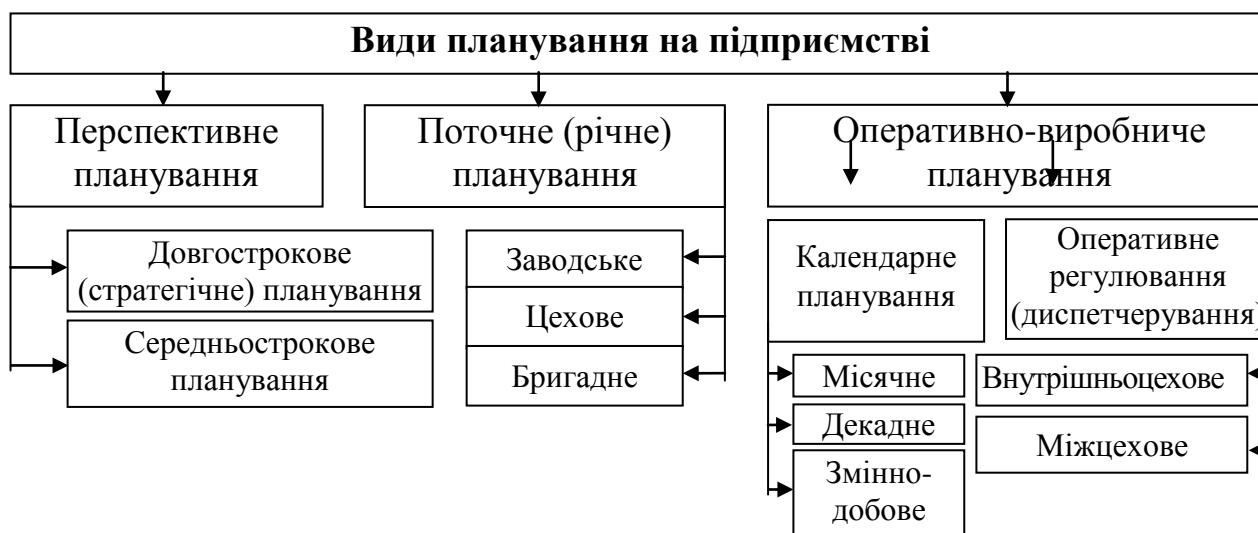 Види планування на підприємстві
Перспективне
планування
Поточне (річне)
планування
Оперативно-виробниче
планування
Довгострокове
(стратегічне) планування
Середньострокове
планування
Заводське
Цехове
Бригадне
Календарне
планування
Оперативне
регулювання
(диспетчерування)
Місячне
Декадне
Змінно-
добове
Внутрішньоцехове
Міжцехове